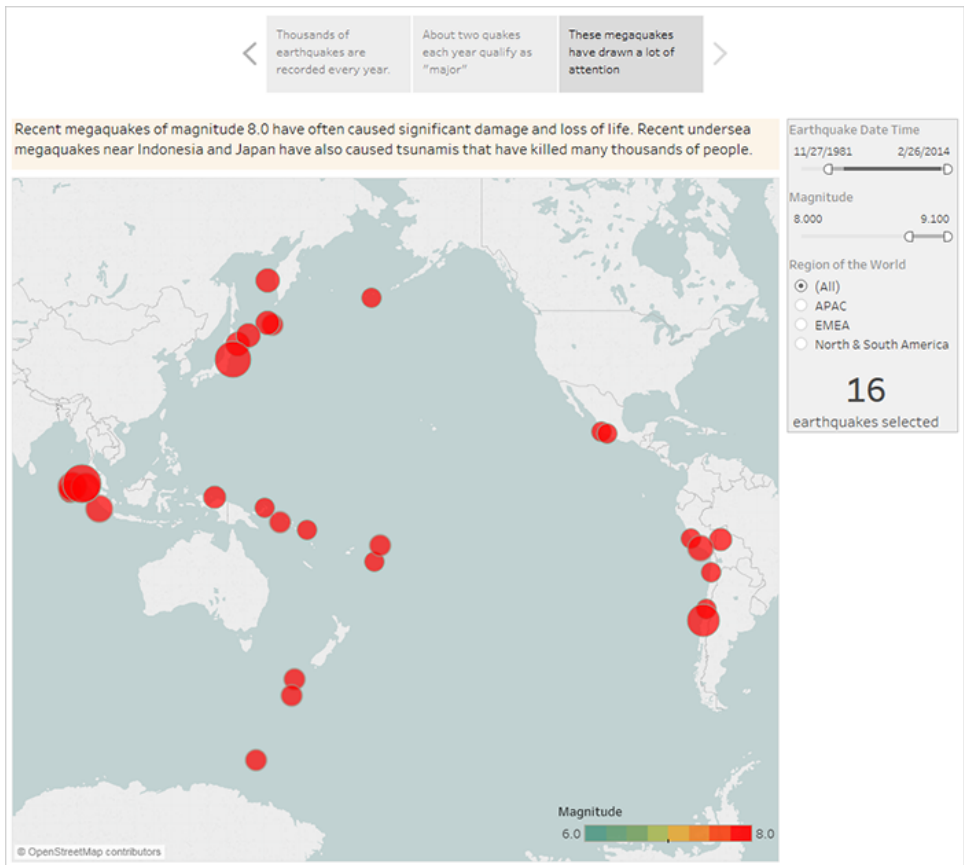 Thousands of
earthquakes are
recorded every year.
About two quakes
each year qualify as
"major"
These megaquakes
have drawn a lot of
attention
Recent megaquakes of magnitude 8.0 have often caused significant damage and loss of life. Recent undersea
megaquakes near Indonesia and Japan have also caused tsunamis that have killed many thousands of people.
Earthquake Date Time
11/27/1981 2/26/2014
Magnitude
8.000 9.100
Region of the World
(All)
APAC
EMEA
North & South America
16
earthquakes selected
Magnitude
6.0 8.0
© OpenStreetMap contributors